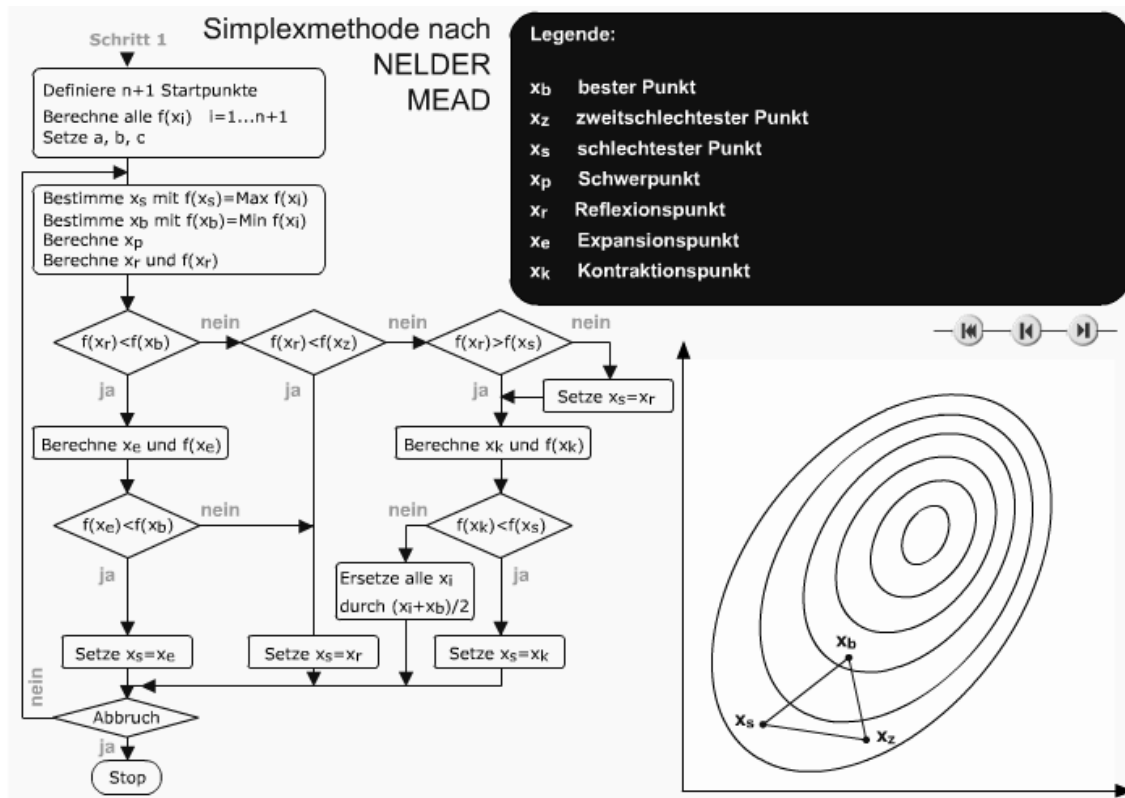 Schritt 1
Simplexmethode nach
NELDER
MEAD
Definiere n+1 Startpunkte
Berechne alle f(xi) i=1...n+1
Setze a, b, c
Bestimme xs mit f(xs)=Max f(xi)
Bestimme xb mit f(xb)=Min f(xi)
Berechne xp
Berechne xr und f(xr)
f(xr)<f(xb)
nein
f(xr)<f(xz)
nein
f(xr)>f(xs)
nein
ja
ja
ja
Setze xs=xr
Berechne xe und f(xe)
Berechne xk und f(xk)
f(xe)<f(xb)
nein
nein
f(xk)<f(xs)
ja
ja
Ersetze alle xi
durch (xi+xb)/2
Setze xs=xe
Setze xs=xr
Setze xs=xk
nein
Abbruch
ja
Stop
Legende:
xb bester Punkt
xz zweitschlechtester Punkt
xs schlechtester Punkt
xp Schwerpunkt
xr Reflexionspunkt
xe Expansionspunkt
xk Kontraktionspunkt
xb
xs
xz